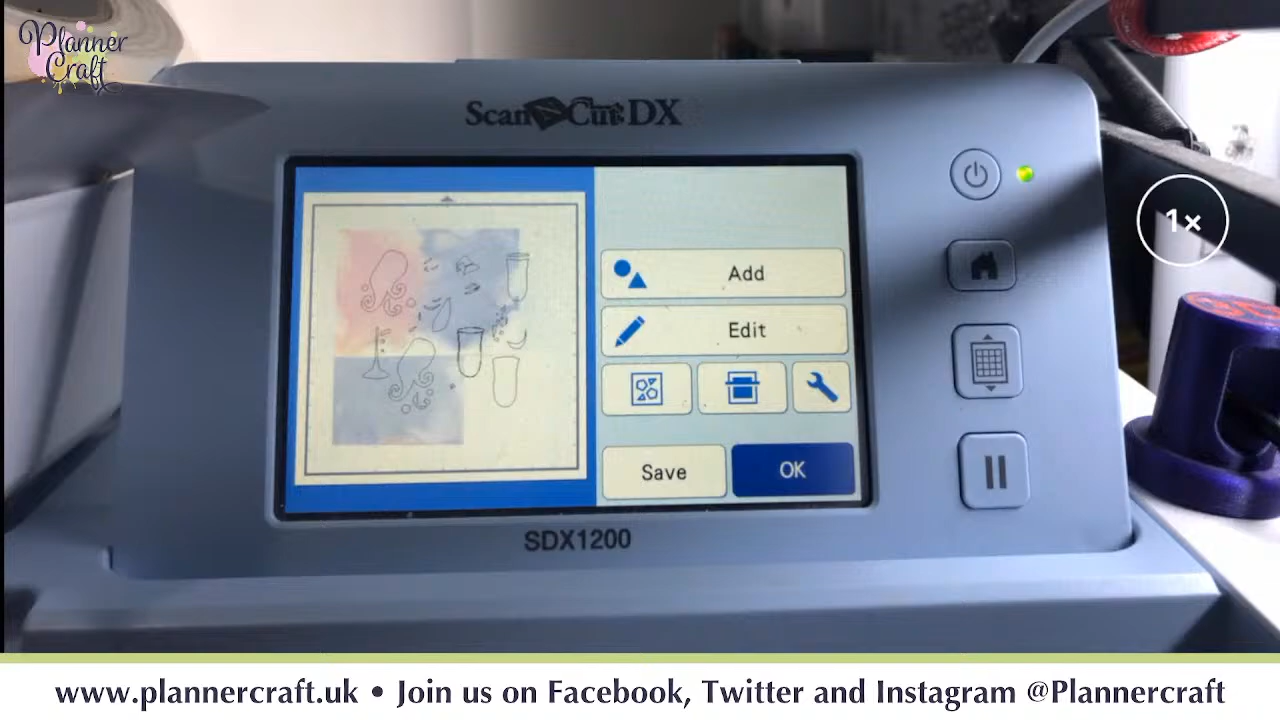 Planner
Craft
ScanNCut DX
1×
Add
Edit
Save
OK
SDX1200
www.plannercraft.uk • Join us on Facebook, Twitter and Instagram @Plannercraft